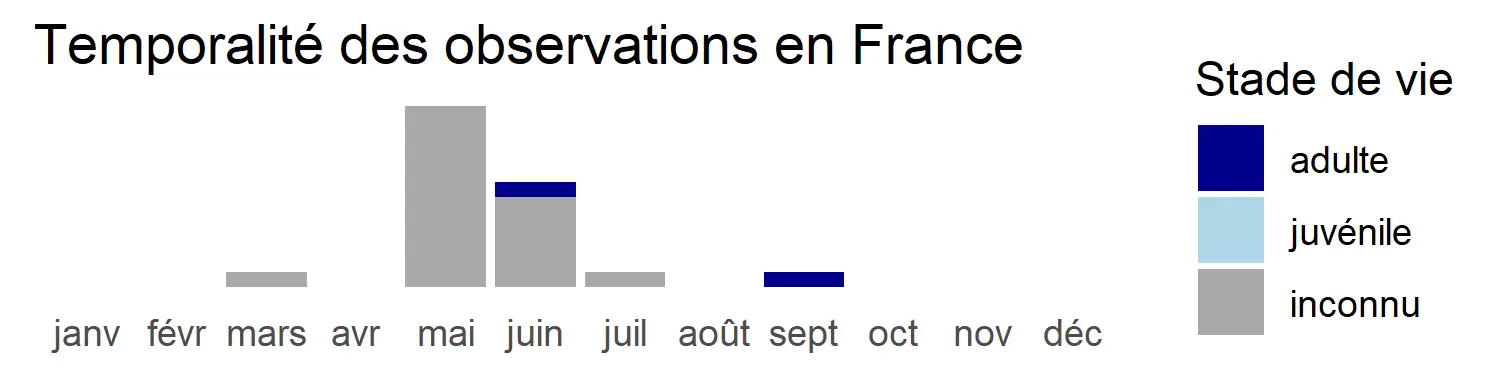 Temporalité des observations en France
Stade de vie
adulte
juvénile
inconnu
janv févr mars avr mai juin juil août sept oct nov déc